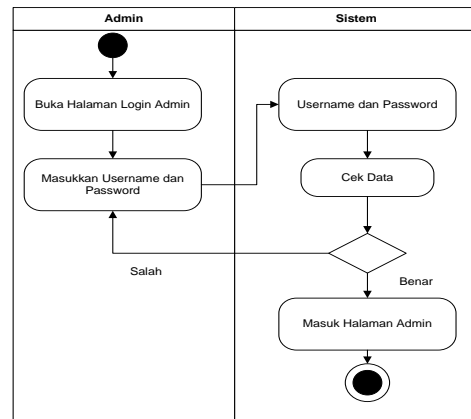 Admin
Sistem
Buka Halaman Login Admin
Masukkan Username dan
Password
Username dan Password
Cek Data
Salah
Benar
Masuk Halaman Admin